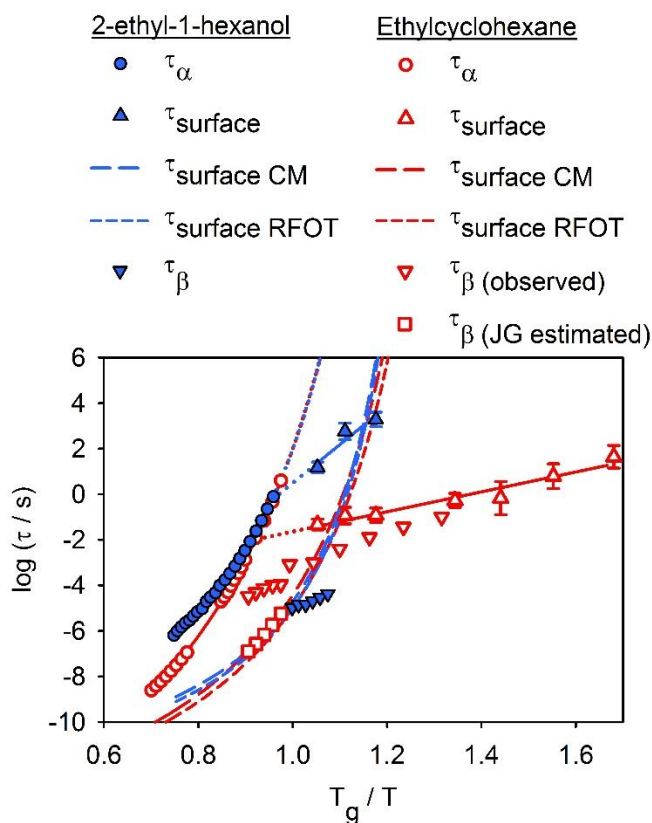 2-ethyl-1-hexanol Ethylcyclohexane
τα τα
τsurface τsurface
τsurface CM τsurface CM
τsurface RFOT τsurface RFOT
τβ τβ (observed)
τβ (JG estimated)
log (τ / s)
6
4
2
0
-2
-4
-6
-8
-10
0.6 0.8 1.0 1.2 1.4 1.6
Tg / T